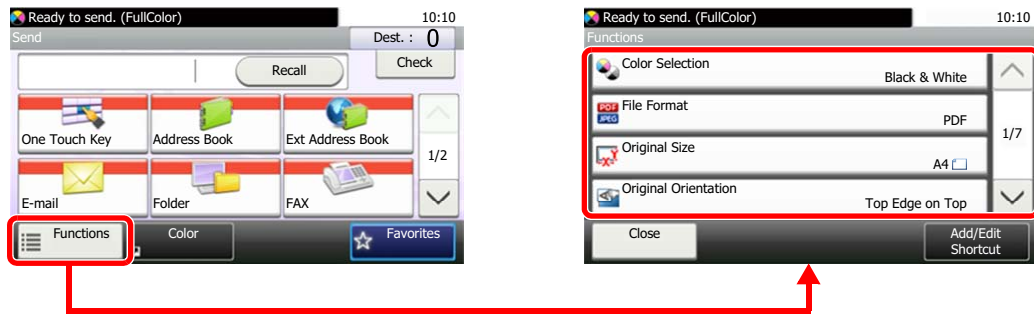 Ready to send. (FullColor) 10:10
Send Dest. : 0
Recall Check
One Touch Key Address Book Ext Address Book
1/2
E-mail Folder FAX
Functions Color Favorites
Ready to send. (FullColor) 10:10
Functions
Color Selection
Black & White
PDF
JPEG
File Format
PDF
1/7
Original Size
A4
Original Orientation
Top Edge on Top
Close Add/Edit
Shortcut